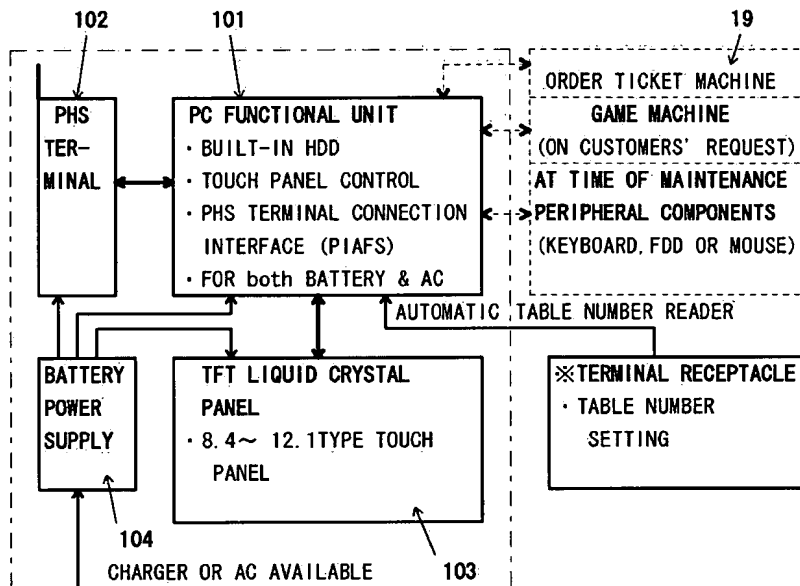 102
101
19
PHS
TER-
MINAL
PC FUNCTIONAL UNIT
・BUILT-IN HDD
・TOUCH PANEL CONTROL
・PHS TERMINAL CONNECTION
INTERFACE (PIAFS)
・FOR both BATTERY & AC
ORDER TICKET MACHINE
GAME MACHINE
(ON CUSTOMERS' REQUEST)
AT TIME OF MAINTENANCE
PERIPHERAL COMPONENTS
(KEYBOARD, FDD OR MOUSE)
AUTOMATIC TABLE NUMBER READER
BATTERY
POWER
SUPPLY
TFT LIQUID CRYSTAL
PANEL
・8.4～ 12.1TYPE TOUCH
PANEL
※TERMINAL RECEPTACLE
・TABLE NUMBER
SETTING
104
CHARGER OR AC AVAILABLE
103